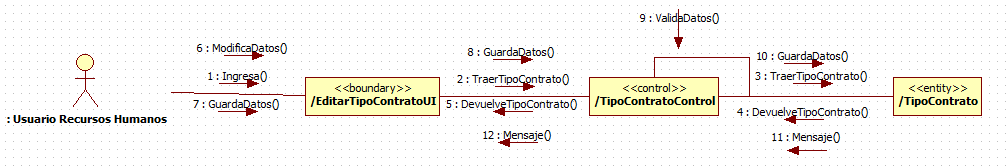 9 : ValidaDatos()
6 : ModificaDatos()
8 : GuardaDatos()
10 : GuardaDatos()
1 : Ingresa()
2 : TraerTipoContrato()
3 : TraerTipoContrato()
<<boundary>>
/EditarTipoContratoUI
<<control>>
/TipoContratoControl
<<entity>>
/TipoContrato
7 : GuardaDatos()
5 : DevuelveTipoContrato()
4 : DevuelveTipoContrato()
: Usuario Recursos Humanos
12 : Mensaje()
11 : Mensaje()